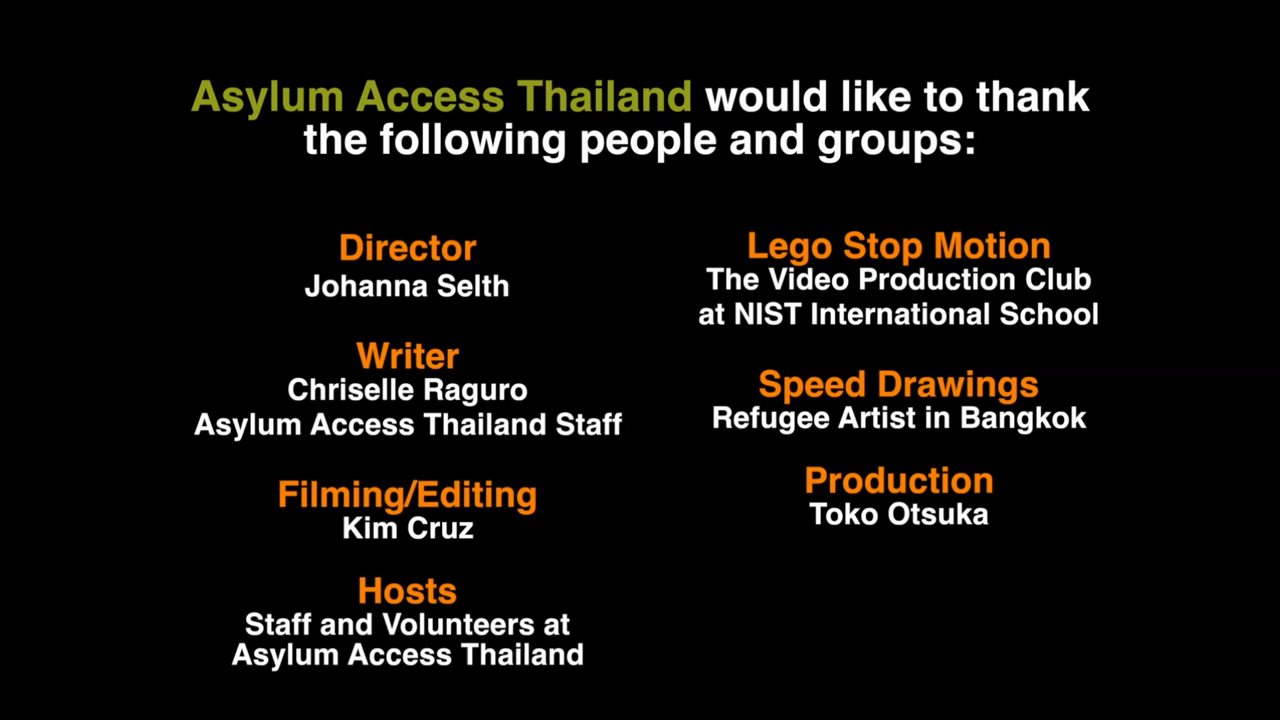 Asylum Access Thailand would like to thank
the following people and groups:
Director
Johanna Selth
Writer
Chriselle Raguro
Asylum Access Thailand Staff
Filming/Editing
Kim Cruz
Hosts
Staff and Volunteers at
Asylum Access Thailand
Lego Stop Motion
The Video Production Club
at NIST International School
Speed Drawings
Refugee Artist in Bangkok
Production
Toko Otsuka